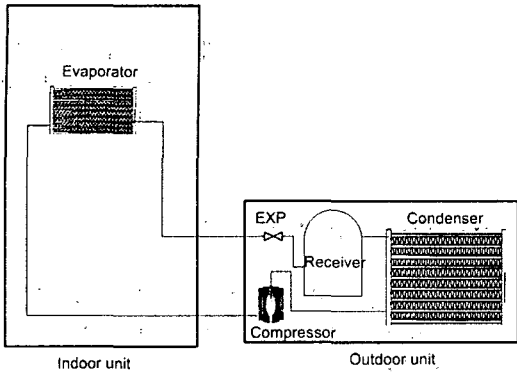 Evaporator
EXP
Condenser
Receiver
Compressor
Indoor unit
Outdoor unit